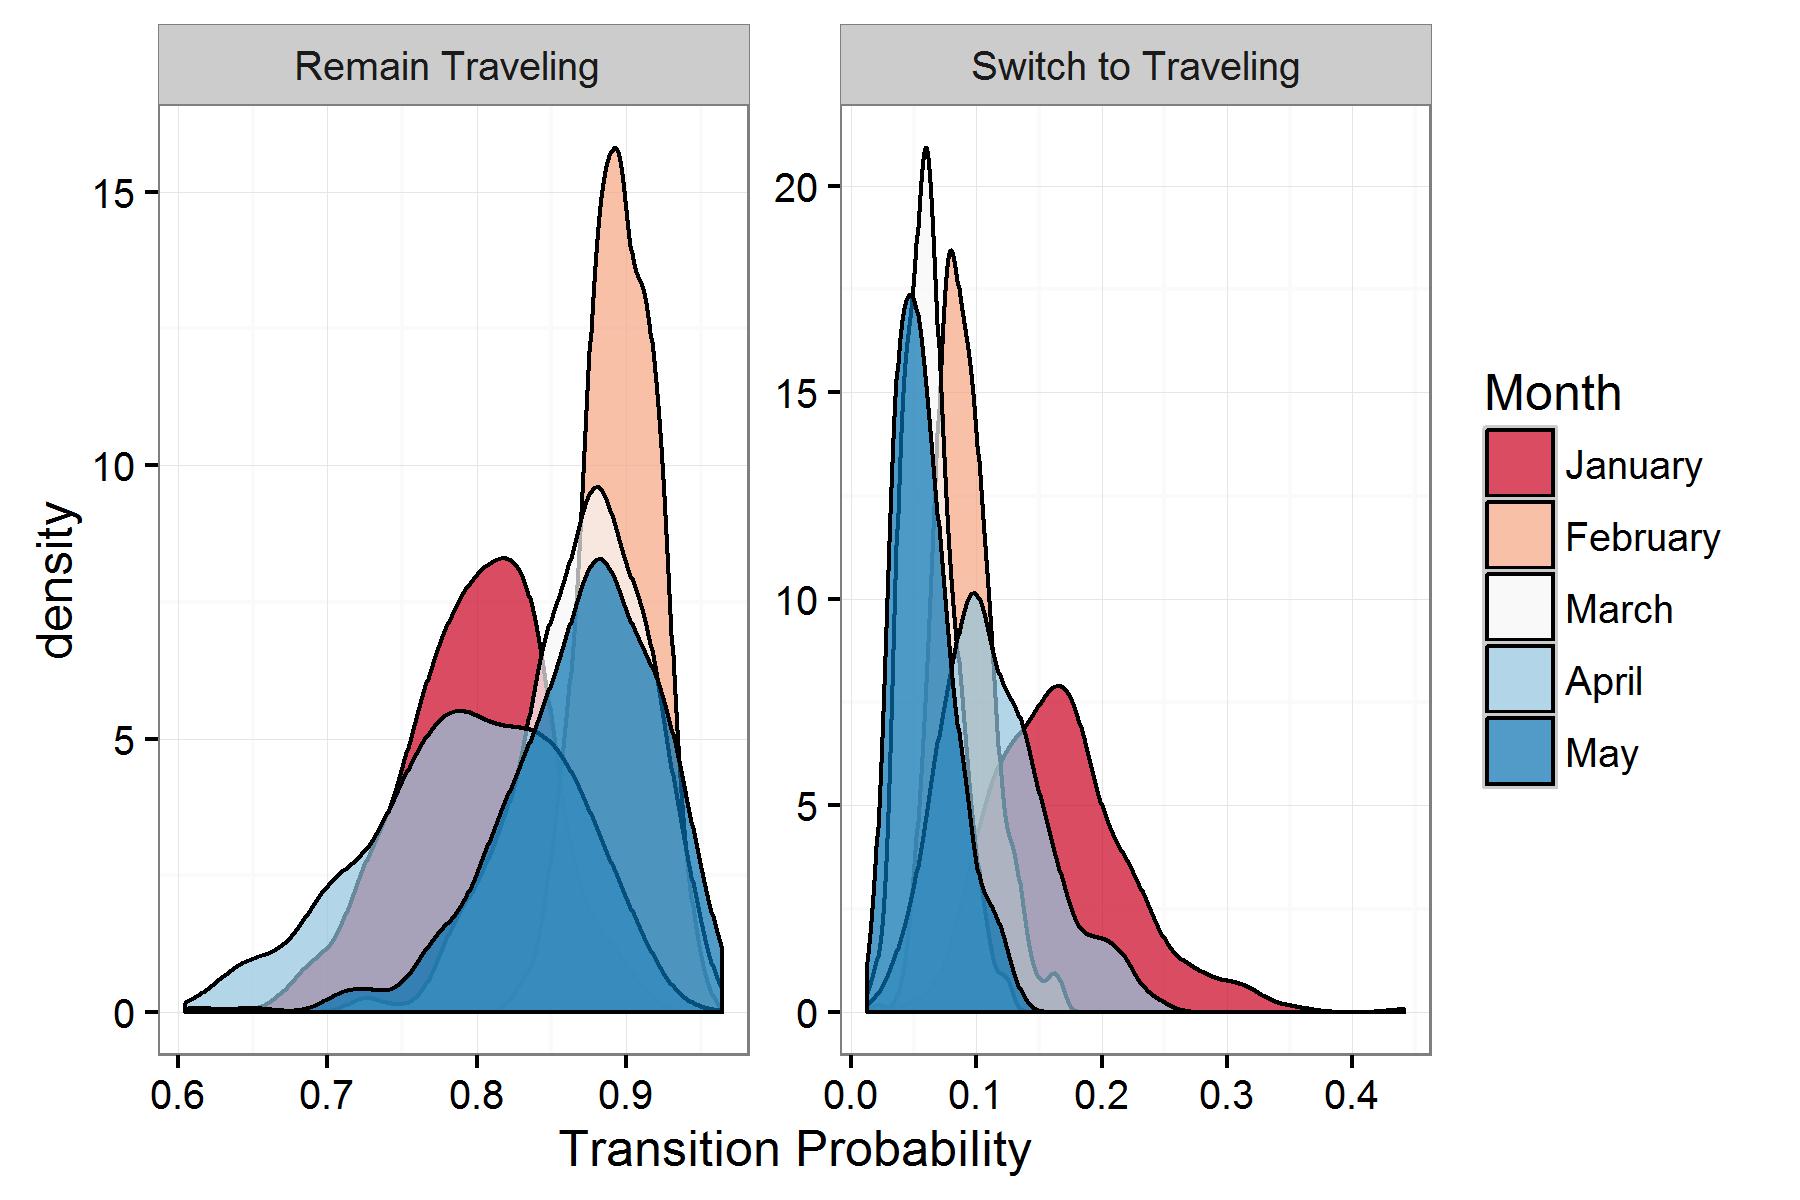 Remain Traveling
Switch to Traveling
density
15
10
5
0
20
15
10
5
0
0.6 0.7 0.8 0.9
0.0 0.1 0.2 0.3 0.4
Transition Probability
Month
January
February
March
April
May